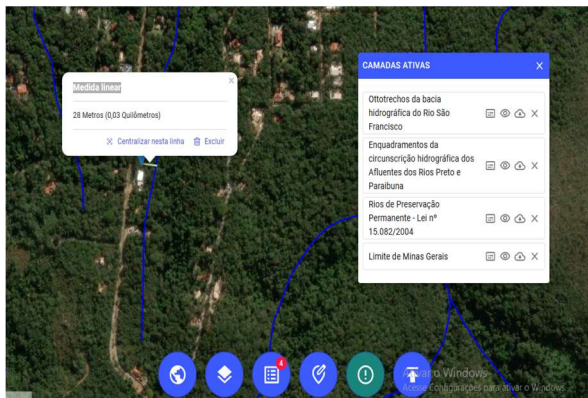 Medida linear
X
28 Metros (0,03 Quilômetros)
Centralizar nesta linha
Excluir
CAMADAS ATIVAS
X
Ottotrechos da bacia
hidrográfica do Rio São
Francisco
Enquadramentos da
circunscrição hidrográfica dos
Afluentes dos Rios Preto e
Paraibuna
Rios de Preservação
Permanente - Lei nº
15.082/2004
Limite de Minas Gerais
4
Windows
Acesse Configurações para ativar o Windows.